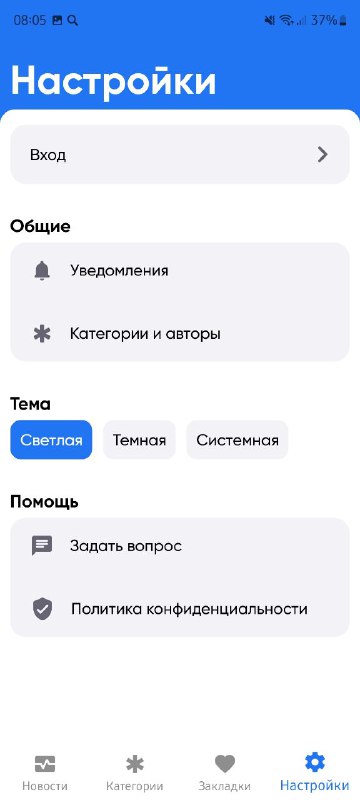 08:05 37%
Настройки
Вход
Общие
Уведомления
Категории и авторы
Тема
Светлая Темная Системная
Помощь
Задать вопрос
Политика конфиденциальности
Новости Категории Закладки Настройки